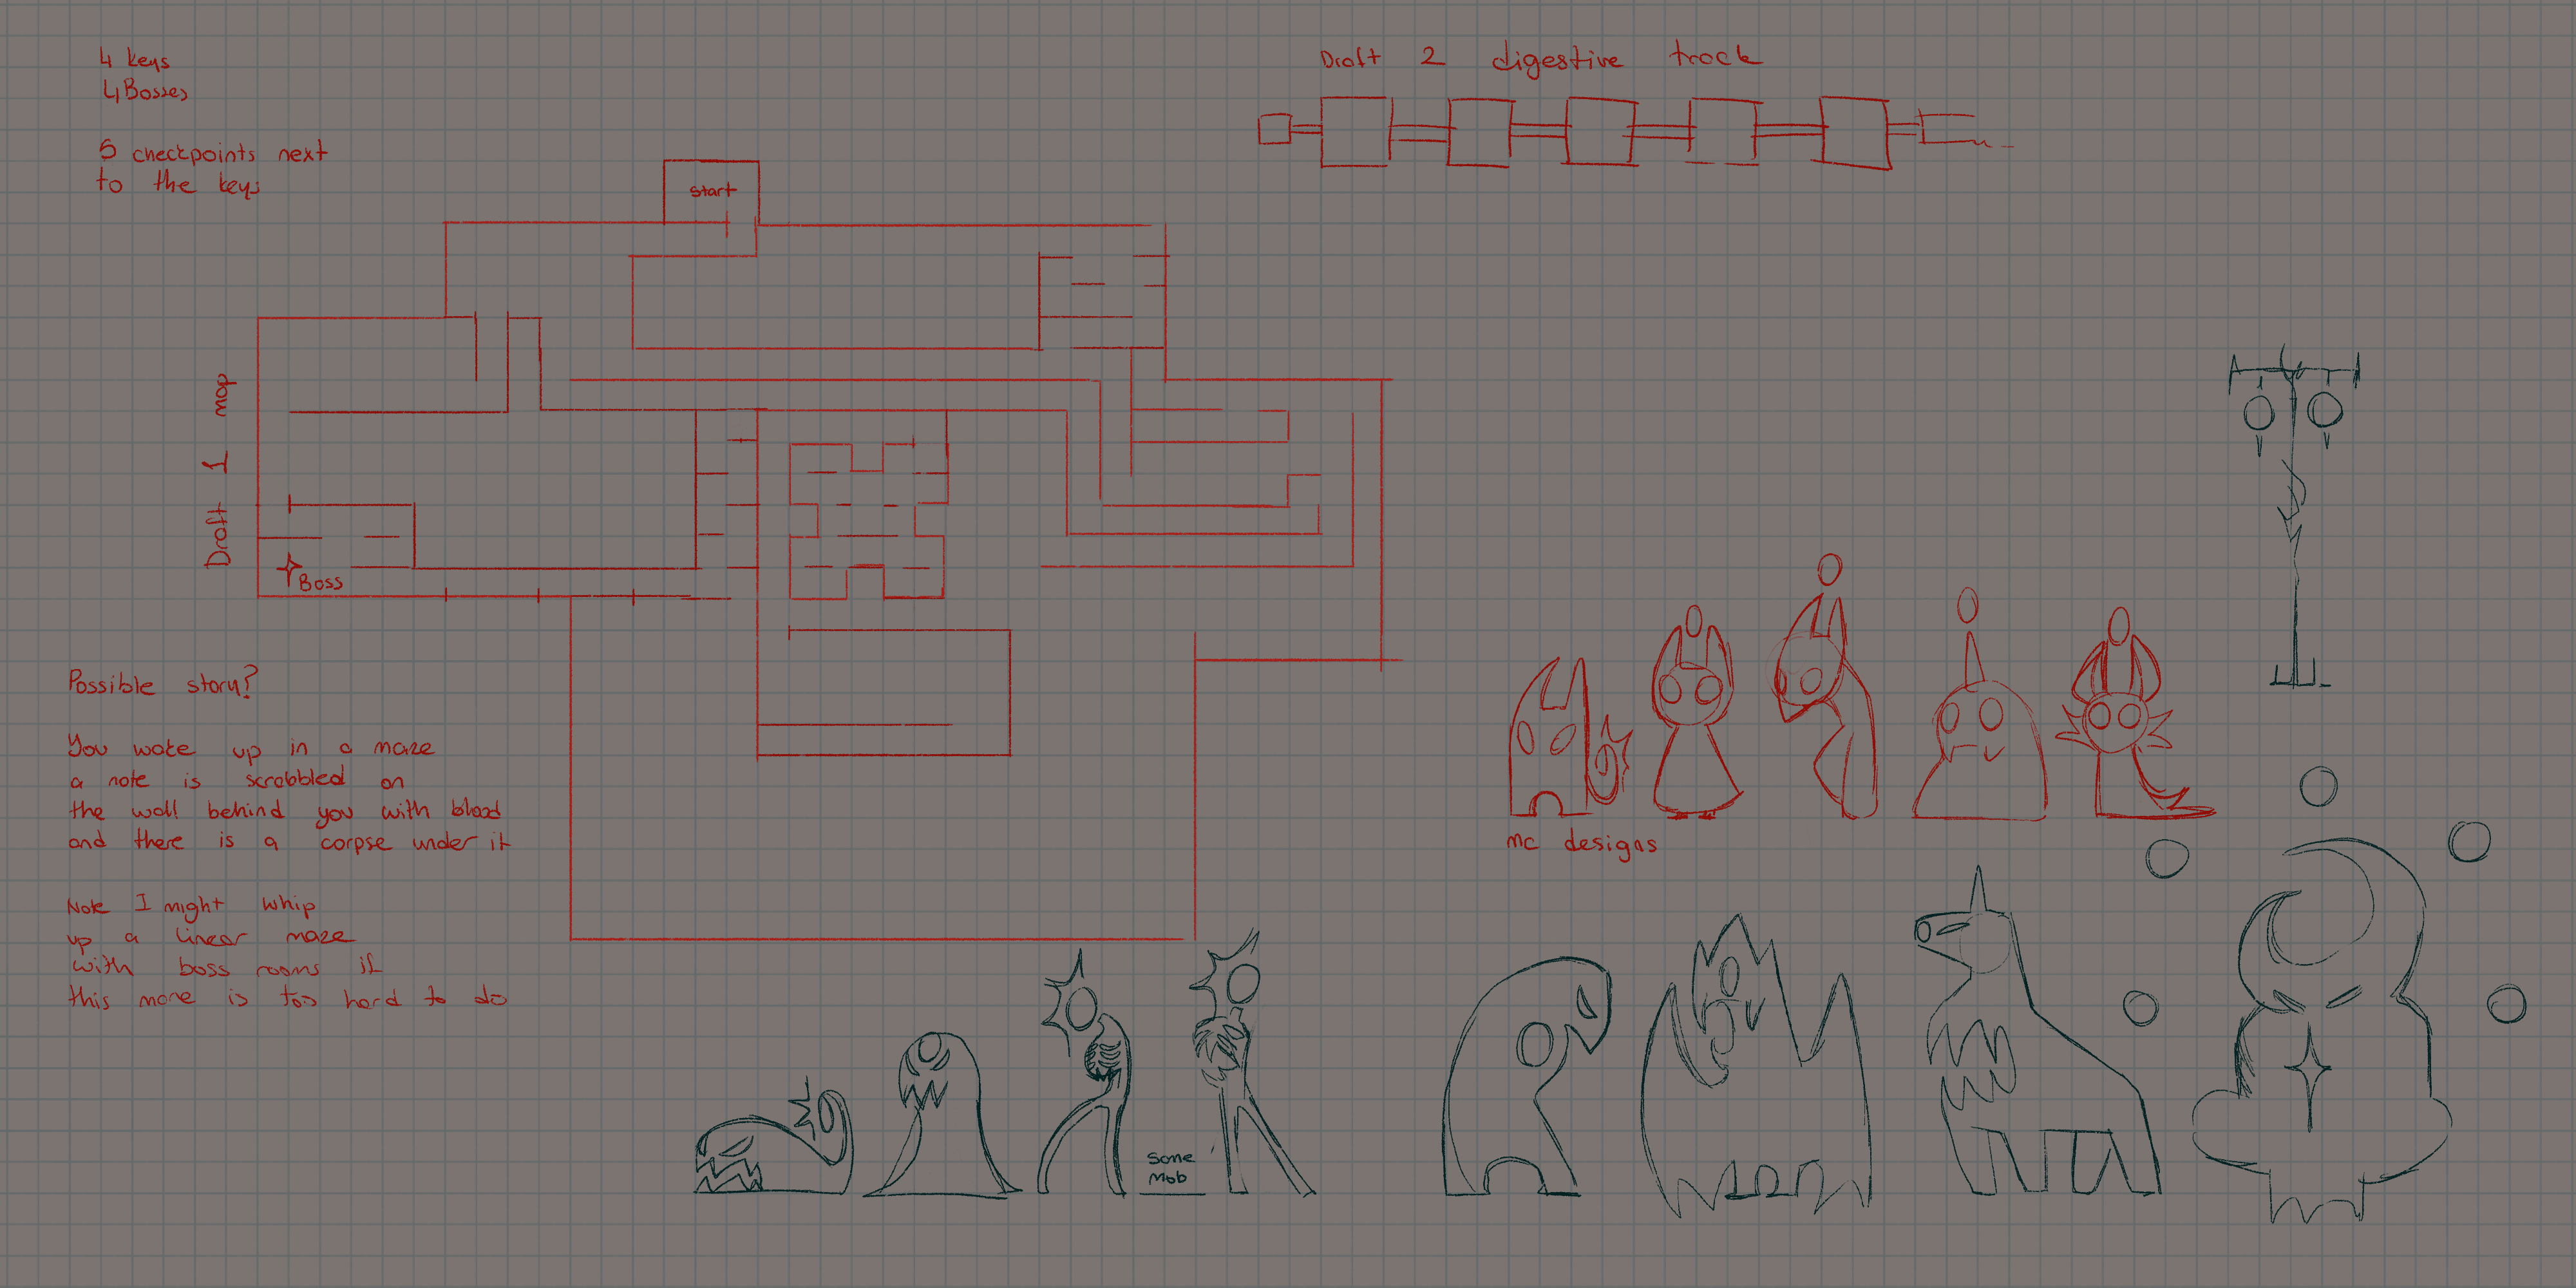 4 keys
4 Bosses
5 checkpoints next
to the keys
Draft 2 digestive track
start
Draft 1 map
Boss
Possible story?
You wake up in a maze
a note is scrabbled on
the wall behind you with blood
and there is a corpse under it
Note I might whip
up a linear maze
with boss rooms if
this more is too hard to do
mc designs
Same
Mob